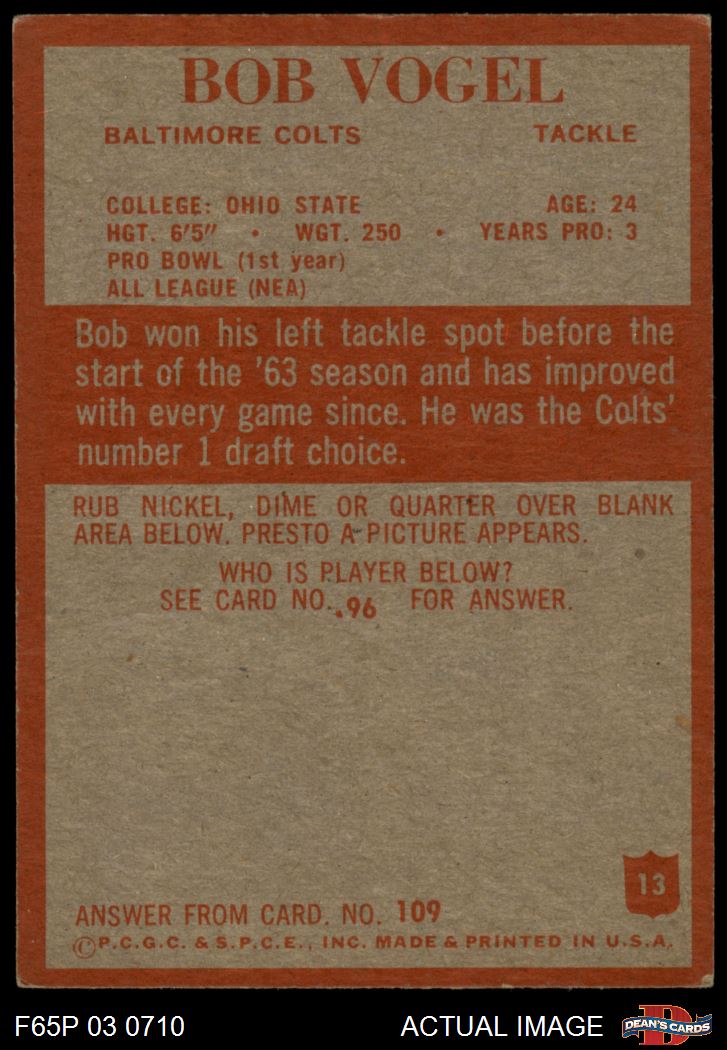 BOB VOGEL
BALTIMORE COLTS TACKLE
COLLEGE: OHIO STATE AGE: 24
HGT. 6'5" • WGT. 250 • YEARS PRO: 3
PRO BOWL (1st year)
ALL LEAGUE (NEA)
Bob won his left tackle spot before the
start of the '63 season and has improved
with every game since. He was the Colts'
number 1 draft choice.
RUB NICKEL, DIME OR QUARTER OVER BLANK
AREA BELOW. PRESTO A PICTURE APPEARS.
WHO IS PLAYER BELOW?
SEE CARD NO. 96 FOR ANSWER.
13
ANSWER FROM CARD. NO. 109
©P.C.G.C. & S.P.C.E., INC. MADE & PRINTED IN U.S.A.
F65P 03 0710 ACTUAL IMAGE
D
DEAN'S CARDS